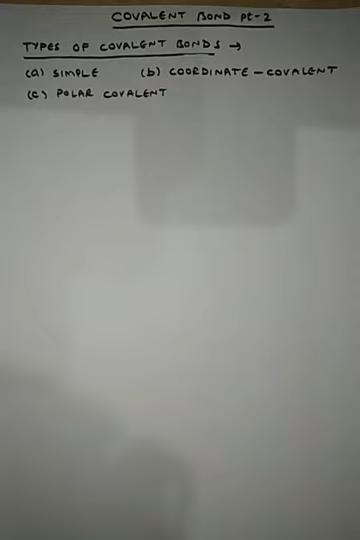 COVALENT BOND Pt-2
TYPES OF COVALENT BONDS →
(a) SIMPLE (b) COORDINATE - COVALENT
(c) POLAR COVALENT